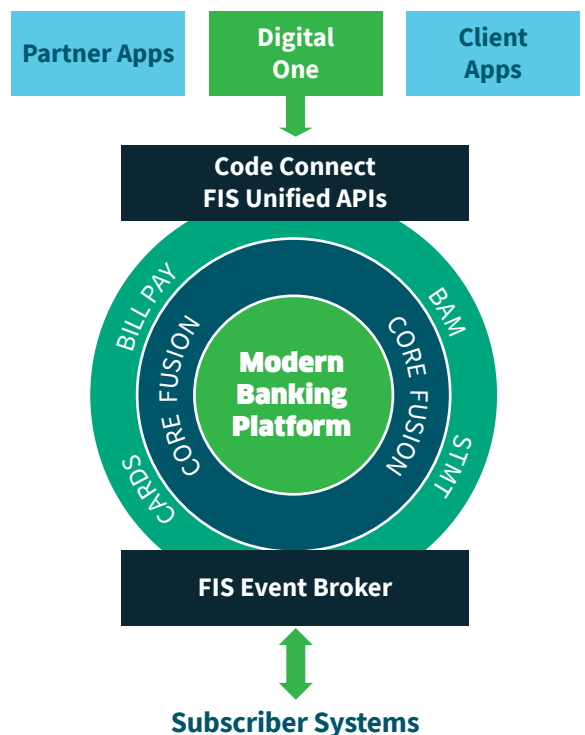 Partner Apps
Digital
One
Client
Apps
Code Connect
FIS Unified APIs
BILL PAY
BAM
CORE FUSION
CORE FUSION
Modern
Banking
Platform
CARDS
STMT
FIS Event Broker
Subscriber Systems